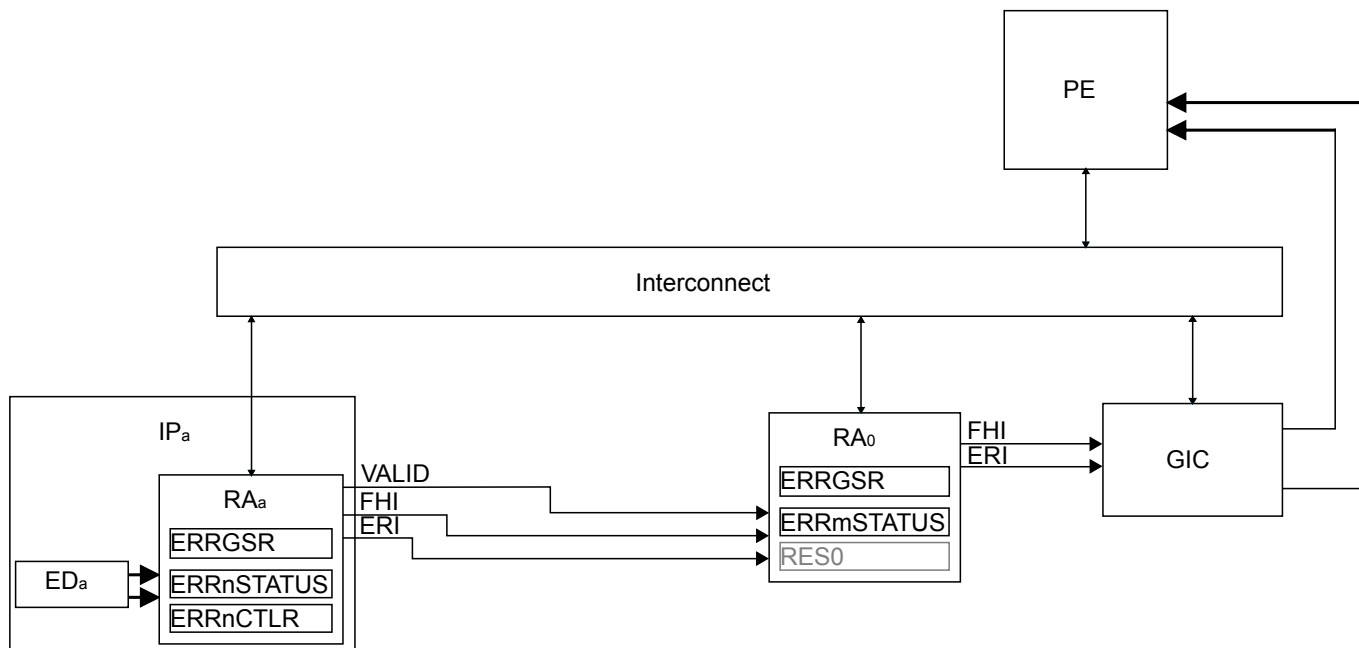 PE
Interconnect
IPa
RA0
FHI
ERI
GIC
VALID
FHI
ERI
RAa
ERRGSR
ERRmSTATUS
RES0
ERRGSR
EDa
ERRnSTATUS
ERRnCTLR